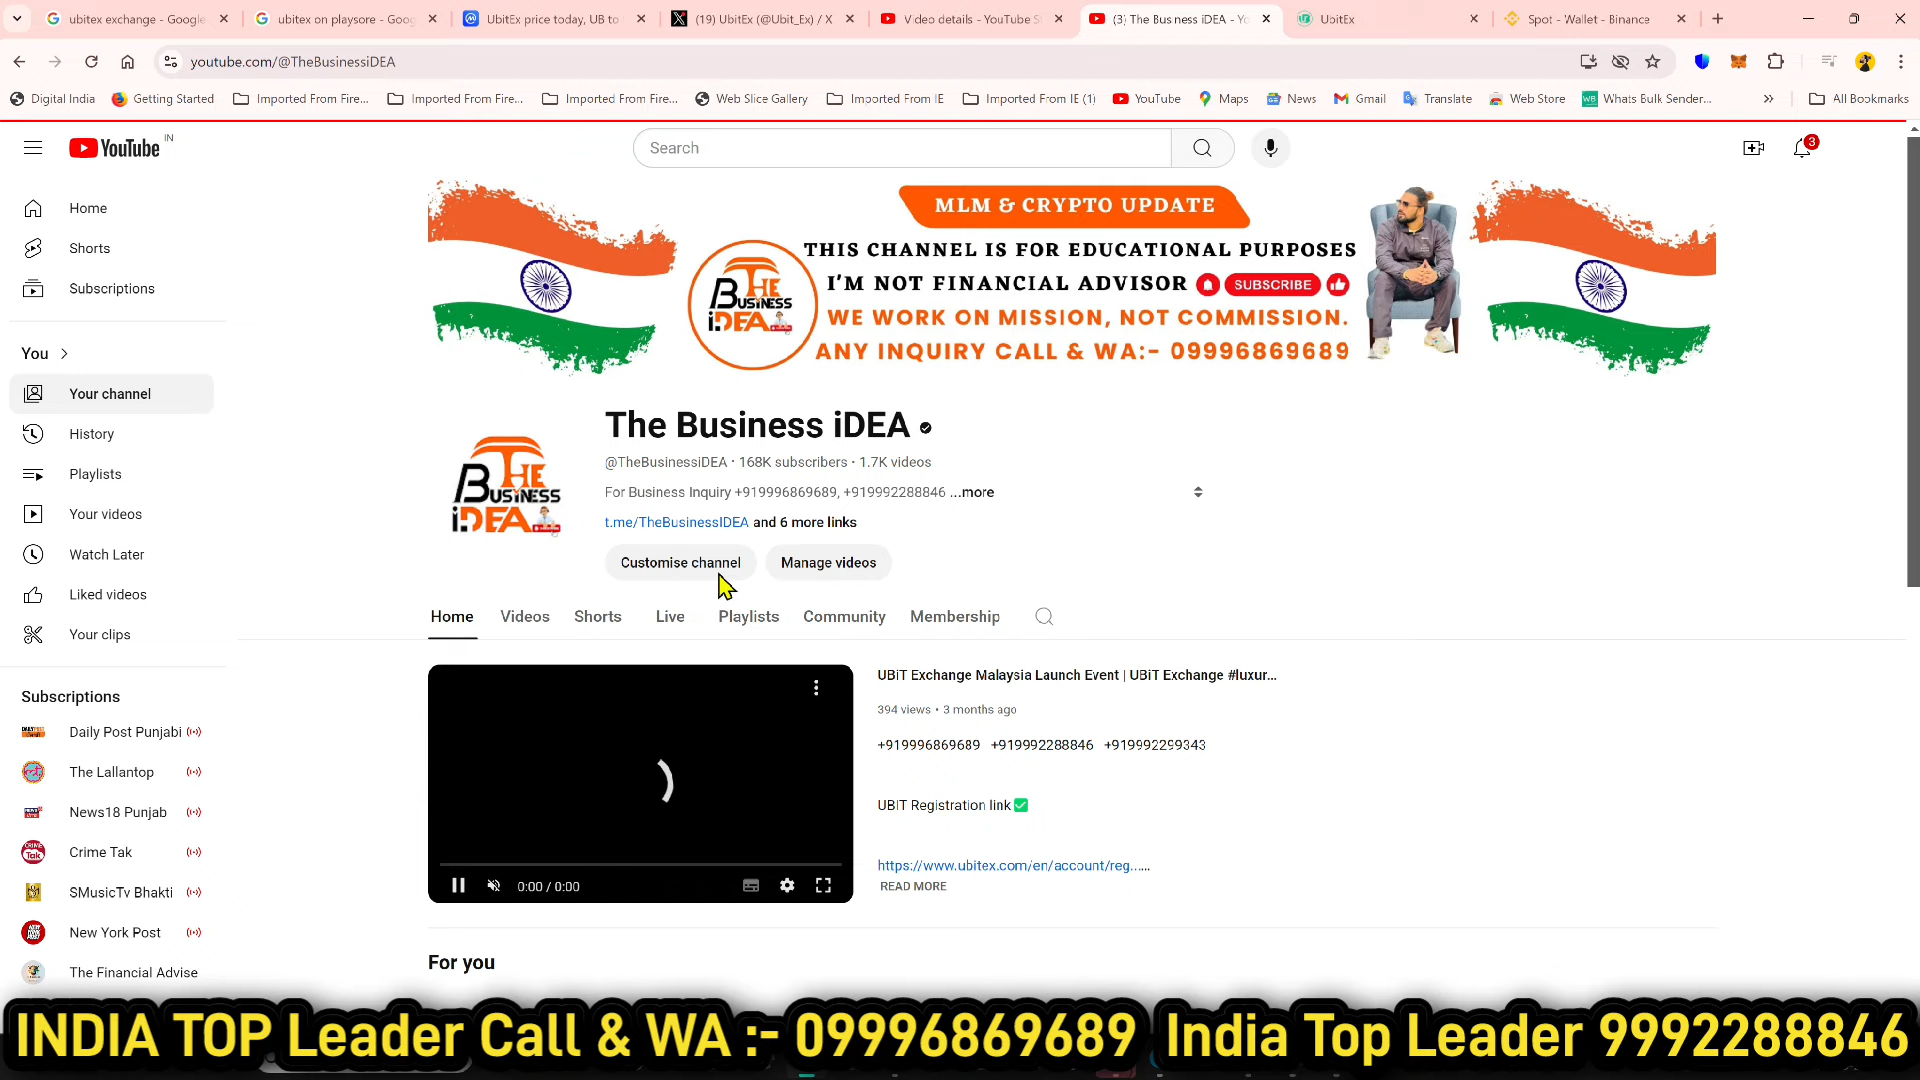 ubitex exchange - Google
ubitex on playsore - Goog
UbitEx price today, UB to
(19) UbitEx (@Ubit_Ex) / X
Video details - YouTube S
(3) The Business iDEA - Yo
UbitEx
Spot - Wallet - Binance
youtube.com/@TheBusinessiDEA
Digital India
Getting Started
Imported From Fire...
Imported From Fire...
Imported From Fire...
Web Slice Gallery
Imported From IE
Imported From IE (1)
YouTube
Maps
News
Gmail
Translate
Web Store
WB Whats Bulk Sender...
All Bookmarks
YouTube IN
Search
3
Home
Shorts
Subscriptions
You
Your channel
History
Playlists
Your videos
Watch Later
Liked videos
Your clips
Subscriptions
Daily Post Punjabi
The Lallantop
News18 Punjab
Crime Tak
SMusicTv Bhakti
New York Post
The Financial Advise
MLM & CRYPTO UPDATE
THIS CHANNEL IS FOR EDUCATIONAL PURPOSES
I'M NOT FINANCIAL ADVISOR SUBSCRIBE
WE WORK ON MISSION, NOT COMMISSION.
ANY INQUIRY CALL & WA:- 09996869689
THE
BUSINESS
iDEA
THE
BUSINESS
iDEA
The Business iDEA
@TheBusinessiDEA · 168K subscribers · 1.7K videos
For Business Inquiry +919996869689, +919992288846 ...more
t.me/TheBusinessIDEA and 6 more links
Customise channel
Manage videos
Home
Videos
Shorts
Live
Playlists
Community
Membership
0:00 / 0:00
UBiT Exchange Malaysia Launch Event | UBiT Exchange #luxur...
394 views • 3 months ago
+919996869689 +919992288846 +919992299343
UBIT Registration link✅
https://www.ubitex.com/en/account/reg......
READ MORE
For you
INDIA TOP Leader Call & WA :- 09996869689 India Top Leader 9992288846